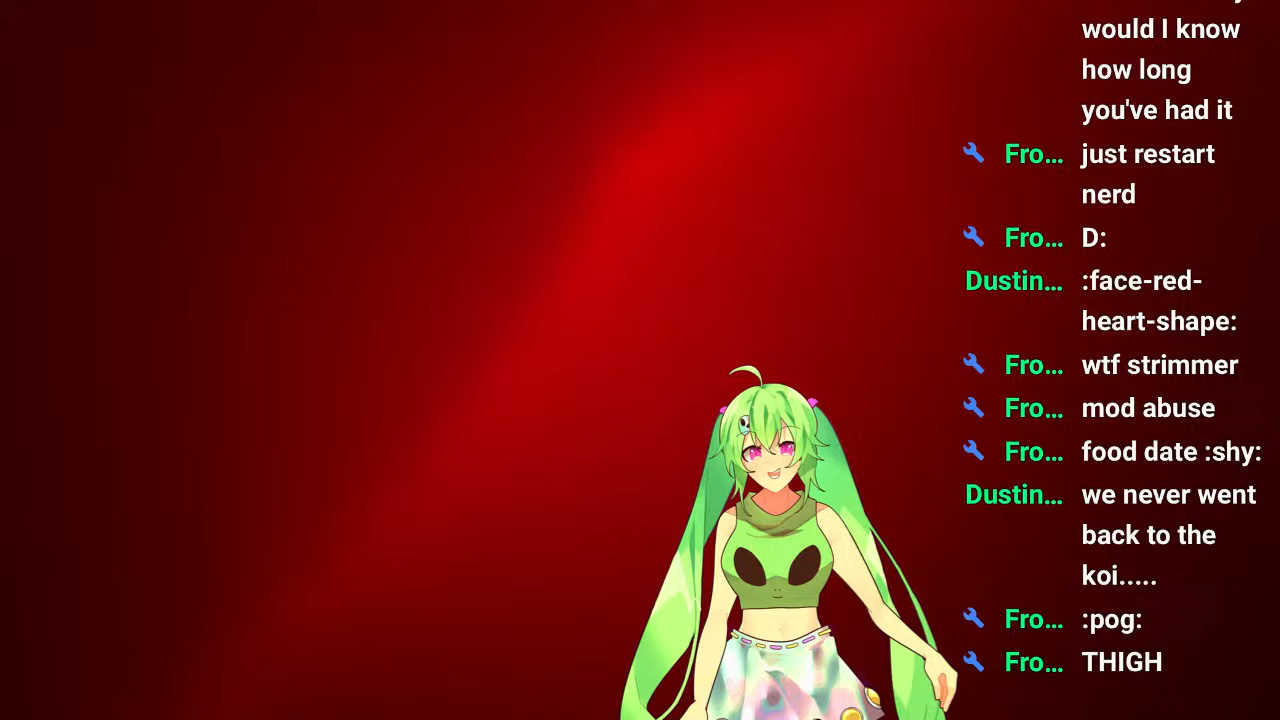 would I know
how long
you've had it
Fro... just restart
nerd
Fro... D:
Dustin... :face-red-
heart-shape:
Fro... wtf strimmer
Fro... mod abuse
Fro... food date :shy:
Dustin... we never went
back to the
koi.....
Fro... :pog:
Fro... THIGH